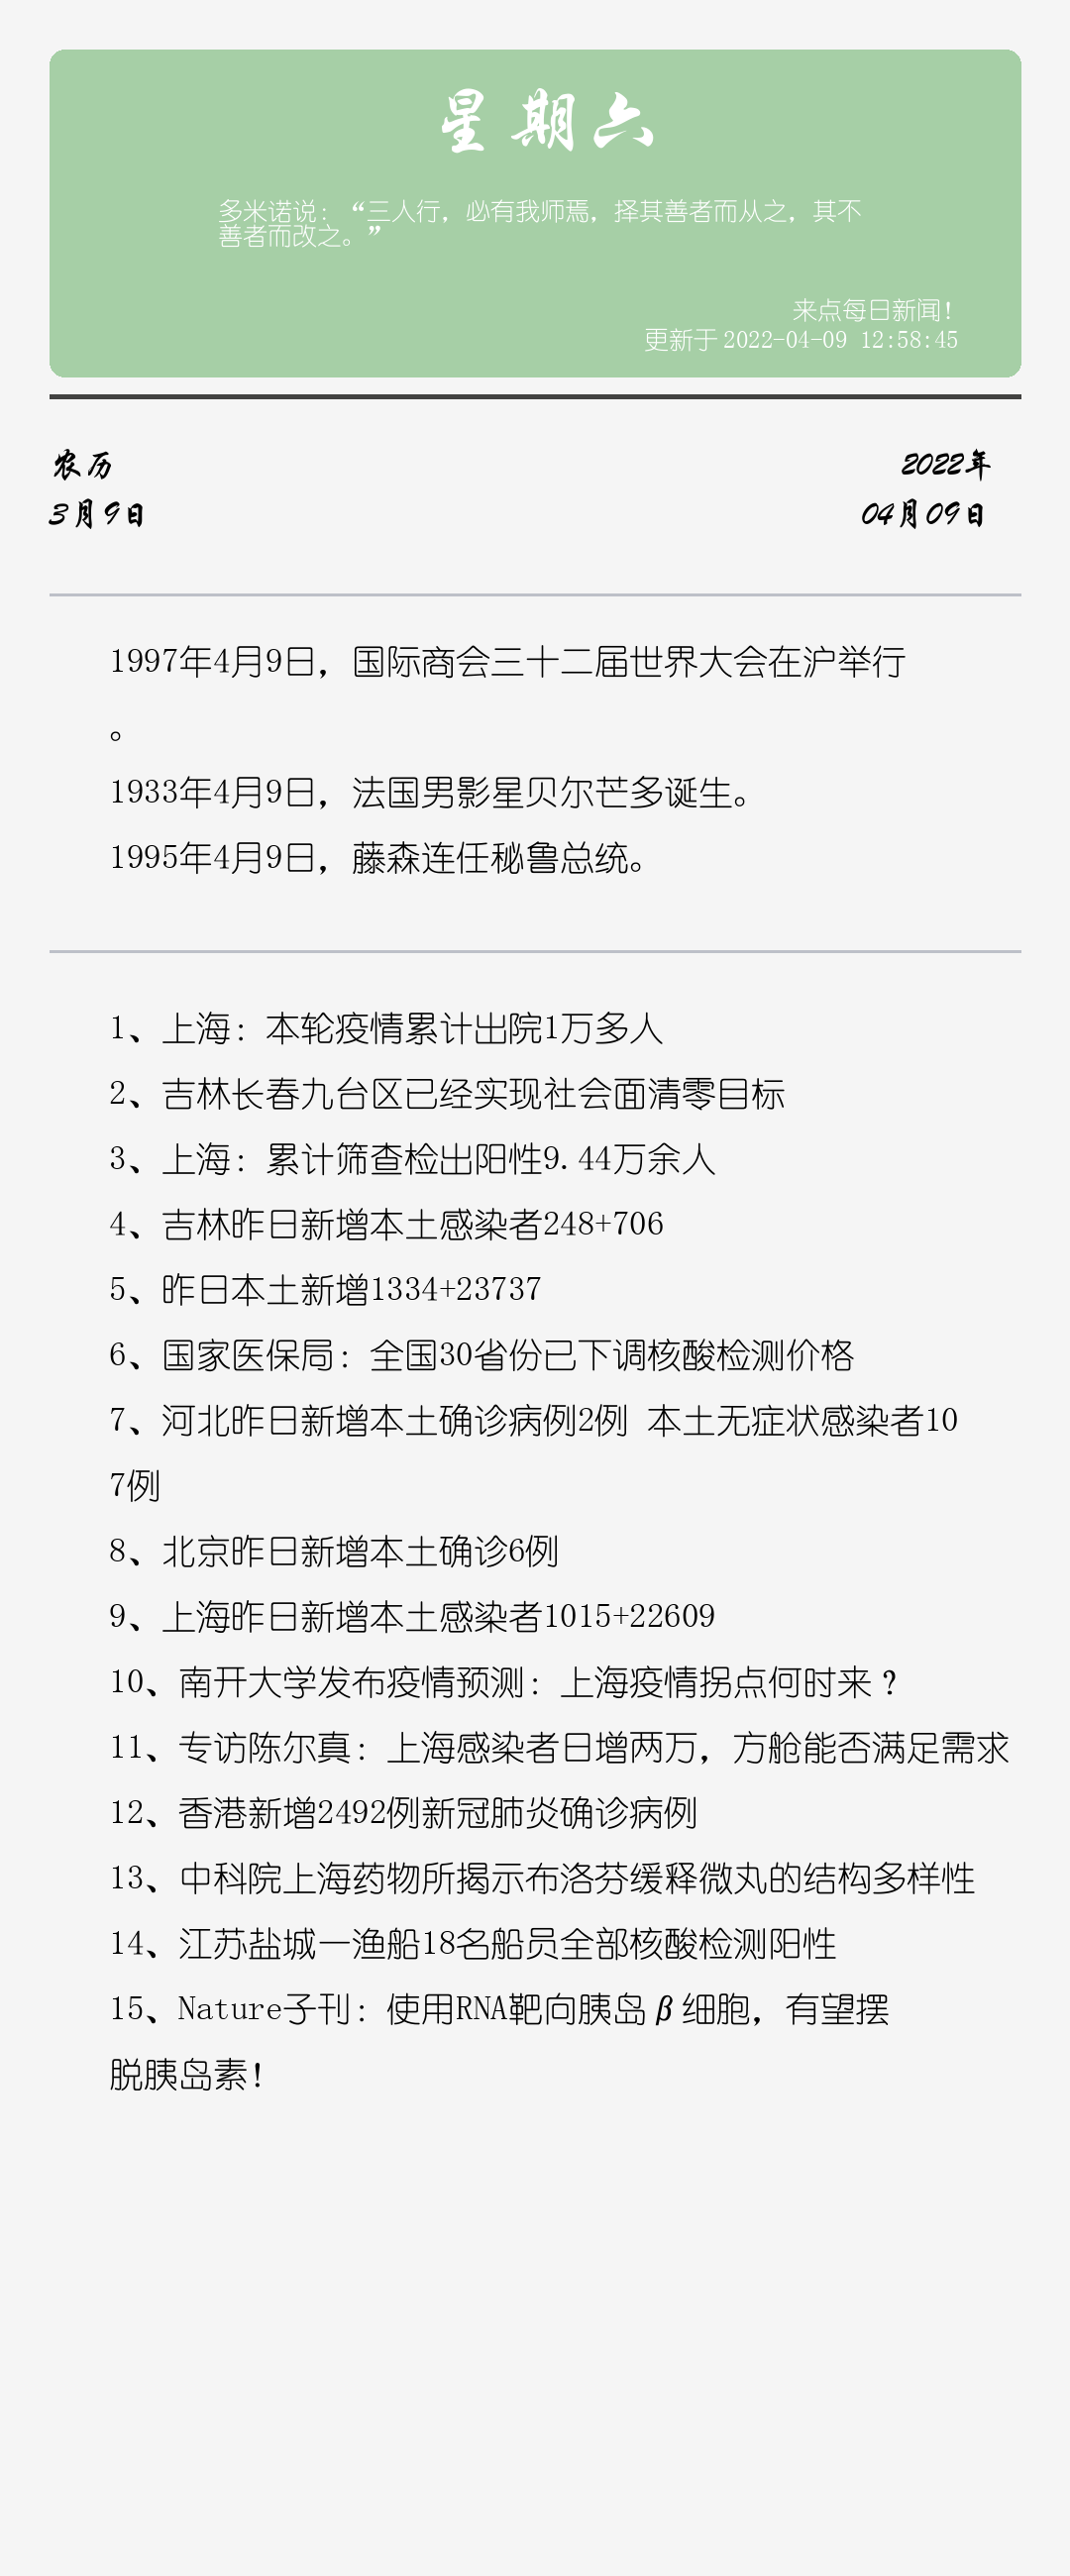 星期六
多米诺说：“三人行，必有我师焉，择其善者而从之，其不
善者而改之。”
来点每日新闻！
更新于2022-04-09 12:58:45
农历
2022年
3月9日
04月09日
1997年4月9日，国际商会三十二届世界大会在沪举行
。
1933年4月9日，法国男影星贝尔芒多诞生。
1995年4月9日，藤森连任秘鲁总统。
1、上海：本轮疫情累计出院1万多人
2、吉林长春九台区已经实现社会面清零目标
3、上海：累计筛查检出阳性9.44万余人
4、吉林昨日新增本土感染者248+706
5、昨日本土新增1334+23737
6、国家医保局：全国30省份已下调核酸检测价格
7、河北昨日新增本土确诊病例2例 本土无症状感染者10
7例
8、北京昨日新增本土确诊6例
9、上海昨日新增本土感染者1015+22609
10、南开大学发布疫情预测：上海疫情拐点何时来？
11、专访陈尔真：上海感染者日增两万，方舱能否满足需求
12、香港新增2492例新冠肺炎确诊病例
13、中科院上海药物所揭示布洛芬缓释微丸的结构多样性
14、江苏盐城一渔船18名船员全部核酸检测阳性
15、Nature子刊：使用RNA靶向胰岛β细胞，有望摆
脱胰岛素！